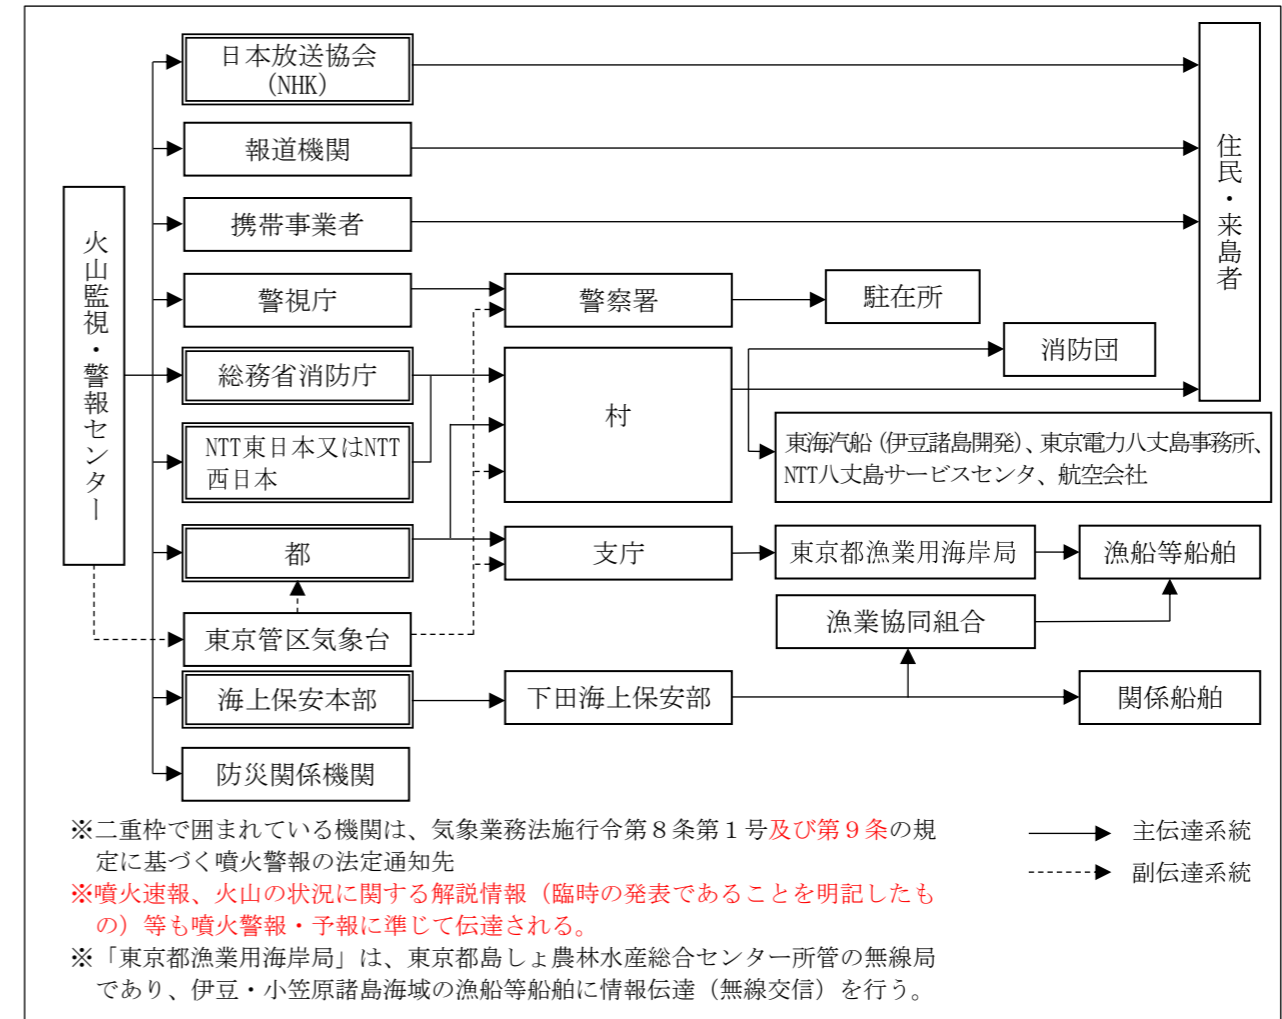 日本放送協会
(NHK)
報道機関
携帯事業者
警視庁
総務省消防庁
NTT東日本又はNTT
西日本
都
東京管区気象台
海上保安本部
防災関係機関
火山監視・警報センター
警察署
駐在所
村
消防団
東海汽船（伊豆諸島開発）、東京電力八丈島事務所、
NTT八丈島サービスセンタ、航空会社
支庁
東京都漁業用海岸局
漁船等船舶
漁業協同組合
下田海上保安部
関係船舶
住民・来島者
※二重枠で囲まれている機関は、気象業務法施行令第８条第１号及び第９条の規
定に基づく噴火警報の法定通知先
※噴火速報、火山の状況に関する解説情報（臨時の発表であることを明記したも
の）等も噴火警報・予報に準じて伝達される。
※「東京都漁業用海岸局」は、東京都島しょ農林水産総合センター所管の無線局
であり、伊豆・小笠原諸島海域の漁船等船舶に情報伝達（無線交信）を行う。
主伝達系統
副伝達系統